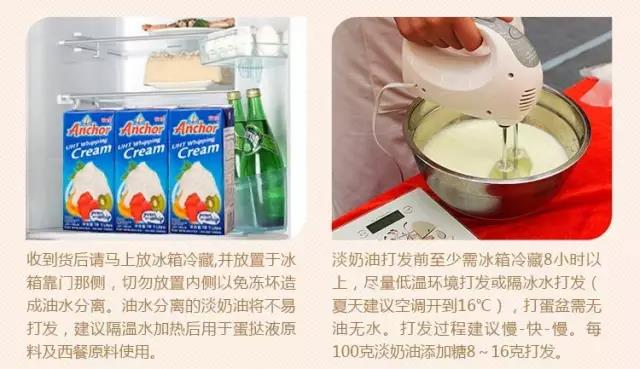 Anchor
UHT Whipping
Cream
Anchor
UHT Whipping
Cream
Anchor
UHT Whipping
Cream
收到货后请马上放冰箱冷藏,并放置于冰
箱靠门那侧，切勿放置内侧以免冻坏造
成油水分离。油水分离的淡奶油将不易
打发，建议隔温水加热后用于蛋挞液原
料及西餐原料使用。
淡奶油打发前至少需冰箱冷藏8小时以
上，尽量低温环境打发或隔冰水打发（
夏天建议空调开到16℃），打蛋盆需无
油无水。打发过程建议慢-快-慢。每
100克淡奶油添加糖8～16克打发。